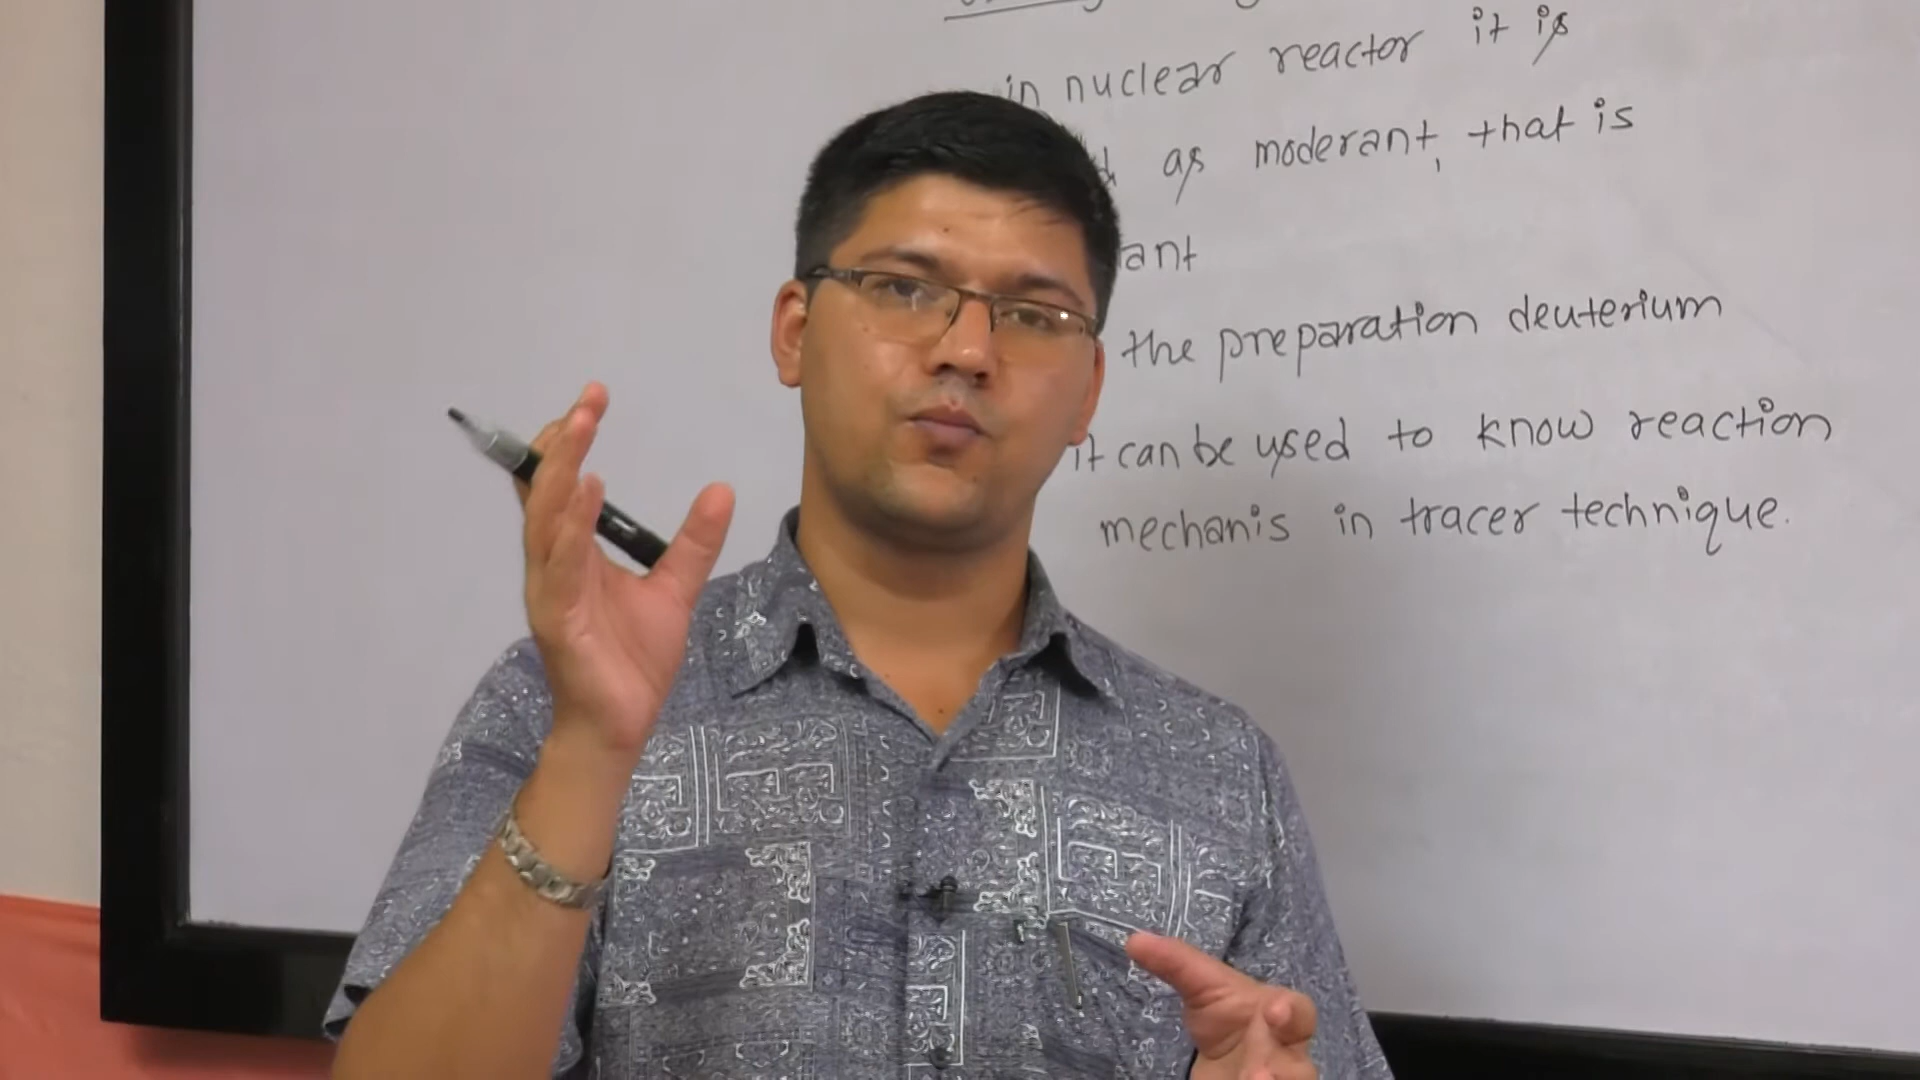 in nuclear reactor it is
as moderant, that is
ant
the preparation deuterium
it can be used to know reaction
mechanis in tracer technique.